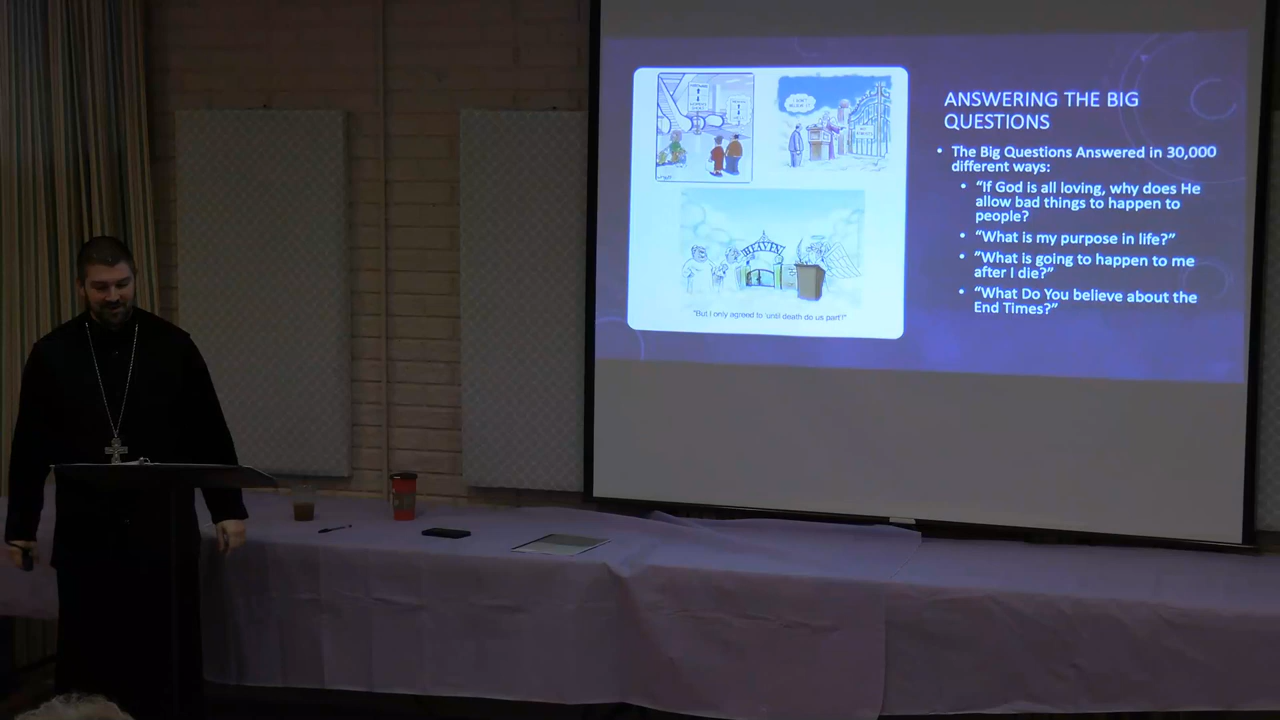 HEAVEN
"But I only agreed to 'until death do us part'!"
ANSWERING THE BIG
QUESTIONS
• The Big Questions Answered in 30,000
different ways:
• "If God is all loving, why does He
allow bad things to happen to
people?
• "What is my purpose in life?"
• "What is going to happen to me
after I die?"
• "What Do You believe about the
End Times?"